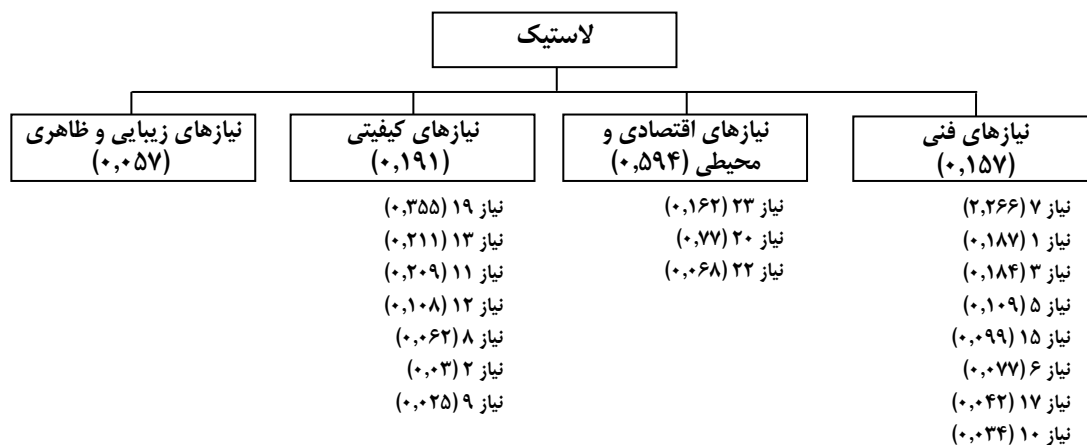 لاستیک
نیازهای فنی
(۰,۱۵۷)
نیازهای اقتصادی و
محیطی (۰,۵۹۴)
نیازهای کیفیتی
(۰,۱۹۱)
نیازهای زیبایی و ظاهری
(۰,۰۵۷)
نیاز ۷ (۲,۲۶۶)
نیاز ۱ (۰,۱۸۷)
نیاز ۳ (۰,۱۸۴)
نیاز ۵ (۰,۱۰۹)
نیاز ۱۵ (۰,۰۹۹)
نیاز ۶ (۰,۰۷۷)
نیاز ۱۷ (۰,۰۴۲)
نیاز ۱۰ (۰,۰۳۴)
نیاز ۲۳ (۰,۱۶۲)
نیاز ۲۰ (۰,۷۷)
نیاز ۲۲ (۰,۰۶۸)
نیاز ۱۹ (۰,۳۵۵)
نیاز ۱۳ (۰,۲۱۱)
نیاز ۱۱ (۰,۲۰۹)
نیاز ۱۲ (۰,۱۰۸)
نیاز ۸ (۰,۰۶۲)
نیاز ۲ (۰,۰۳)
نیاز ۹ (۰,۰۲۵)